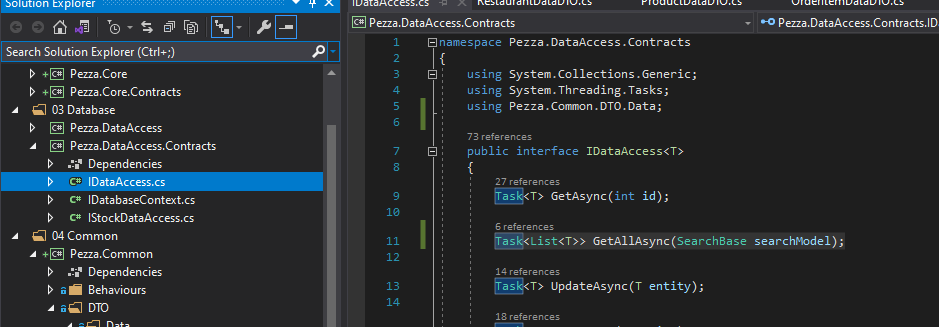 Solution Explorer
Search Solution Explorer (Ctrl+;)
C# Pezza.Core
C# Pezza.Core.Contracts
03 Database
C# Pezza.DataAccess
C# Pezza.DataAccess.Contracts
Dependencies
C# IDataAccess.cs
C# IDatabaseContext.cs
C# IStockDataAccess.cs
04 Common
C# Pezza.Common
Dependencies
Behaviours
DTO
Data
IDataAccess.cs
RestaurantDataDTO.cs
ProductDataDTO.cs
OrderItemDataDTO.cs
C# Pezza.DataAccess.Contracts
Pezza.DataAccess.Contracts.ID
1 namespace Pezza.DataAccess.Contracts
2 {
3 using System.Collections.Generic;
4 using System.Threading.Tasks;
5 using Pezza.Common.DTO.Data;
6
73 references
7 public interface IDataAccess<T>
8 {
27 references
9 Task<T> GetAsync(int id);
10
6 references
11 Task<List<T>> GetAllAsync(SearchBase searchModel);
12
14 references
13 Task<T> UpdateAsync(T entity);
14
18 references